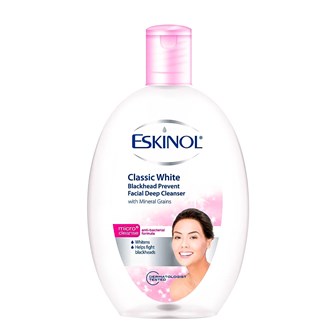 ESKINOL®
Classic White
Blackhead Prevent
Facial Deep Cleanser
with Mineral Grains
micro+
cleanse
anti-bacterial
formula
Whitens
Helps fight
blackheads
DERMATOLOGIST
TESTED